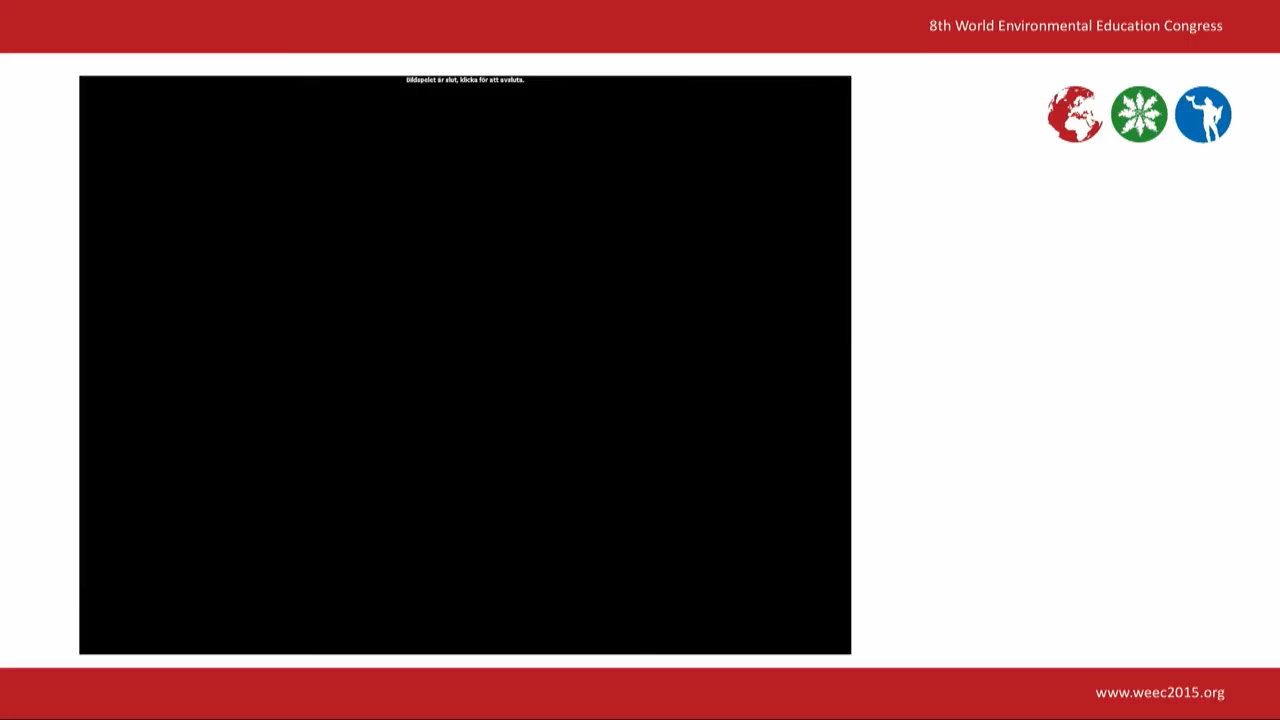 8th World Environmental Education Congress
Bildspelet är slut, klicka för att avsluta.
www.weec2015.org